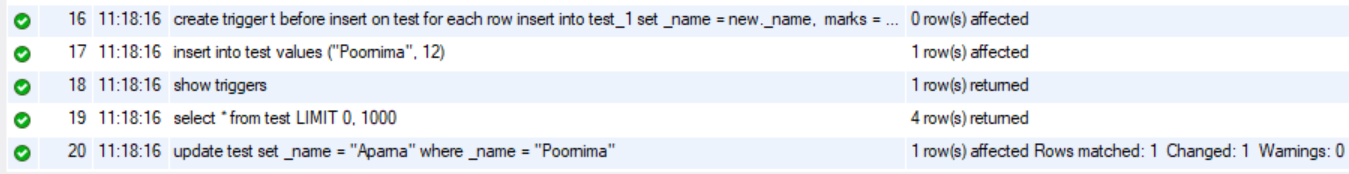 16 11:18:16 create trigger t before insert on test for each row insert into test_1 set _name = new._name, marks = ... 0 row(s) affected
17 11:18:16 insert into test values ("Poornima", 12) 1 row(s) affected
18 11:18:16 show triggers 1 row(s) returned
19 11:18:16 select * from test LIMIT 0, 1000 4 row(s) returned
20 11:18:16 update test set _name = "Aparna" where _name = "Poornima" 1 row(s) affected Rows matched: 1 Changed: 1 Warnings: 0